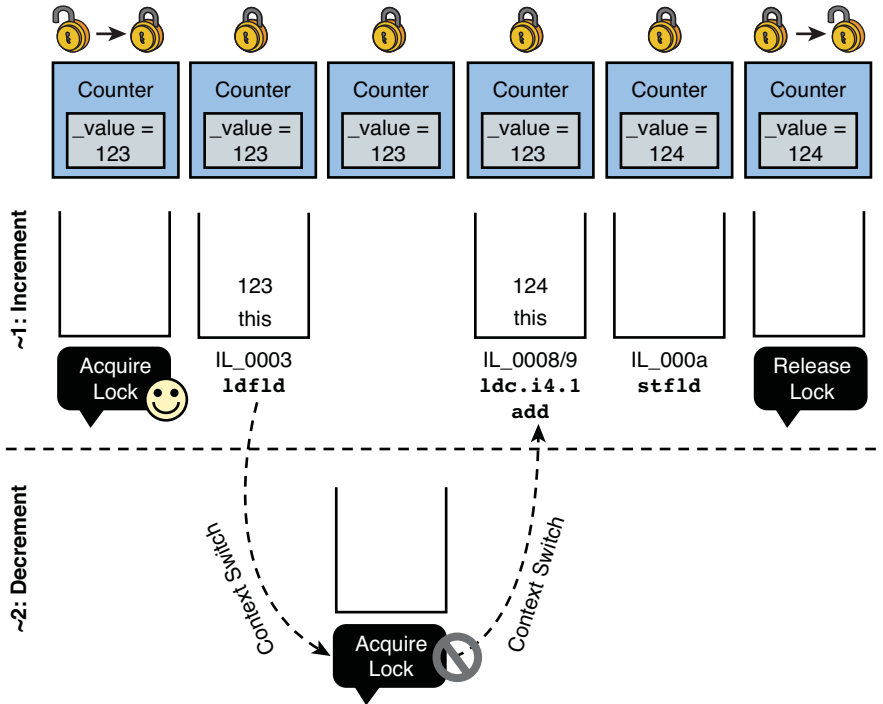 Counter
_value =
123
Counter
_value =
123
Counter
_value =
123
Counter
_value =
123
Counter
_value =
124
Counter
_value =
124
~1: Increment
123
this
124
this
Acquire
Lock
IL_0003
ldfld
IL_0008/9
ldc.i4.1
add
IL_000a
stfld
Release
Lock
~2: Decrement
Context Switch
Acquire
Lock
Context Switch